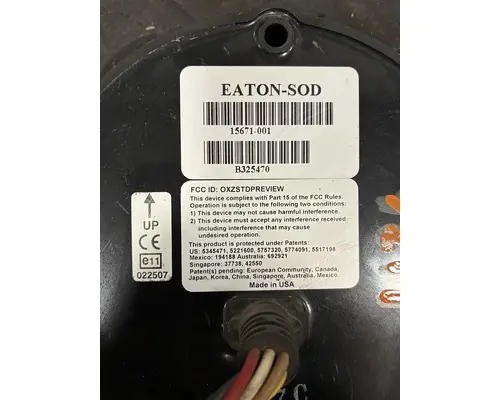 EATON-SOD
15671-001
B325470
FCC ID: OXZSTDPREVIEW
This device complies with Part 15 of the FCC Rules.
Operation is subject to the following two conditions:
1) This device may not cause harmful interference.
2) This device must accept any interference received
including interference that may cause
undesired operation.
This product is protected under Patents:
US: 5345471, 5221600, 5757320, 5774091, 5517196
Mexico: 194188 Australia: 692921
Singapore: 37738, 42550
Patent(s) pending: European Community, Canada,
Japan, Korea, China, Singapore, Australia, Mexico.
Made in USA
UP
CE
e11
022507